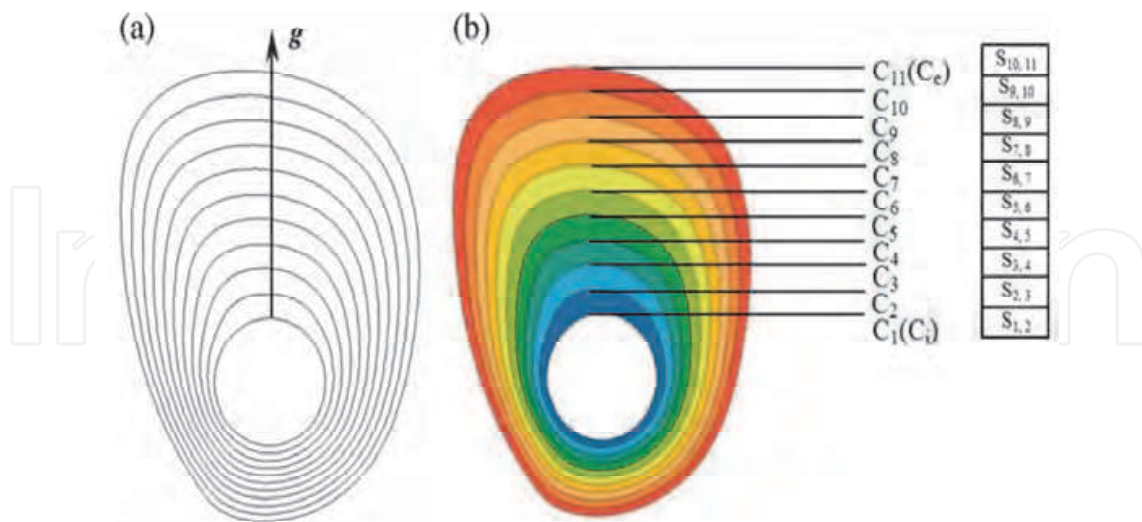 (a)
g
(b)
C11(Ce)
C10
C9
C8
C7
C6
C5
C4
C3
C2
C1(Ci)
S10, 11
S9, 10
S8, 9
S7, 8
S6, 7
S5, 6
S4, 5
S3, 4
S2, 3
S1, 2